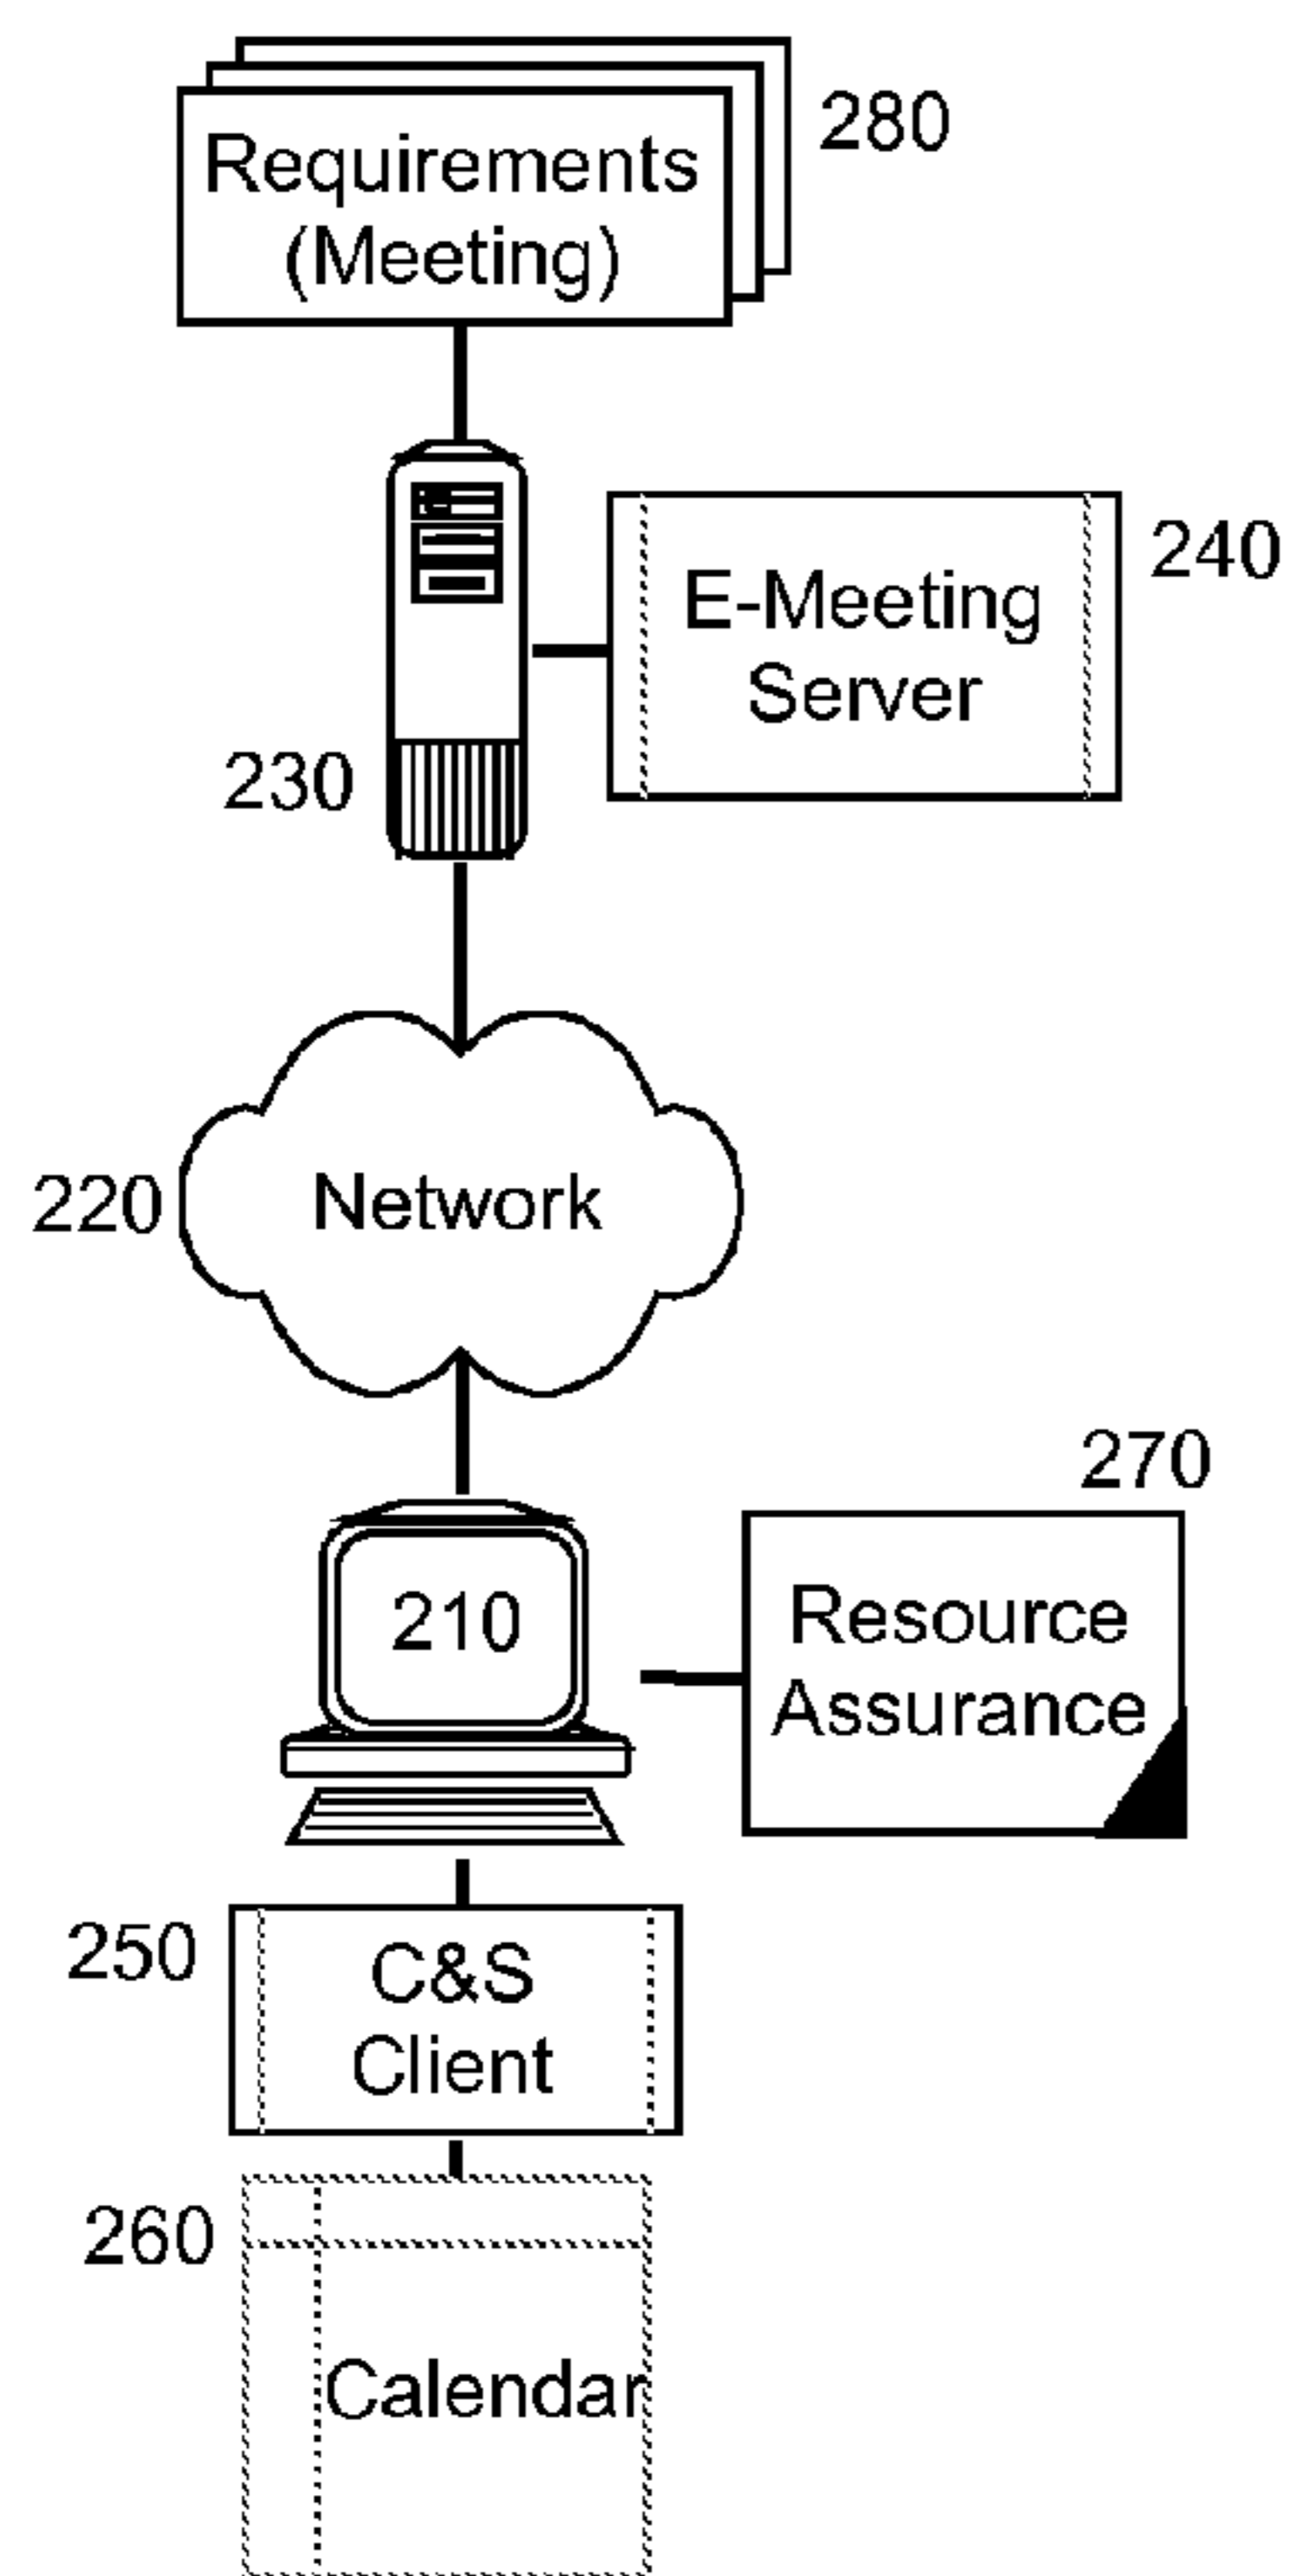 Requirements
(Meeting)
280
E-Meeting
Server
240
230
220
Network
270
210
Resource
Assurance
250
C&S
Client
260
Calendar